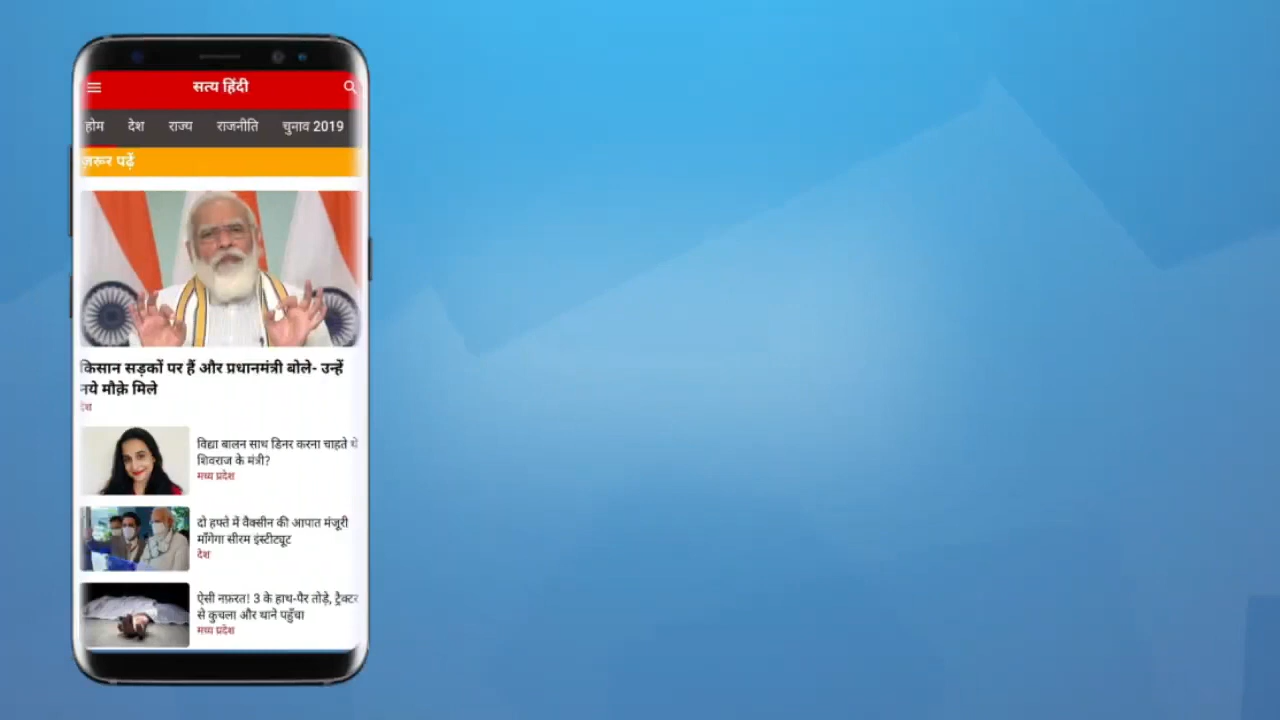 सत्य हिंदी
होम देश राज्य राजनीति चुनाव 2019
ज़रूर पढ़ें
किसान सड़कों पर हैं और प्रधानमंत्री बोले- उन्हें
नये मौक़े मिले
देश
विद्या बालन साथ डिनर करना चाहते थे
शिवराज के मंत्री?
मध्य प्रदेश
दो हफ्ते में वैक्सीन की आपात मंजूरी
माँगेगा सीरम इंस्टीट्यूट
देश
ऐसी नफ़रत! 3 के हाथ-पैर तोड़े, ट्रैक्टर
से कुचला और थाने पहुँचा
मध्य प्रदेश